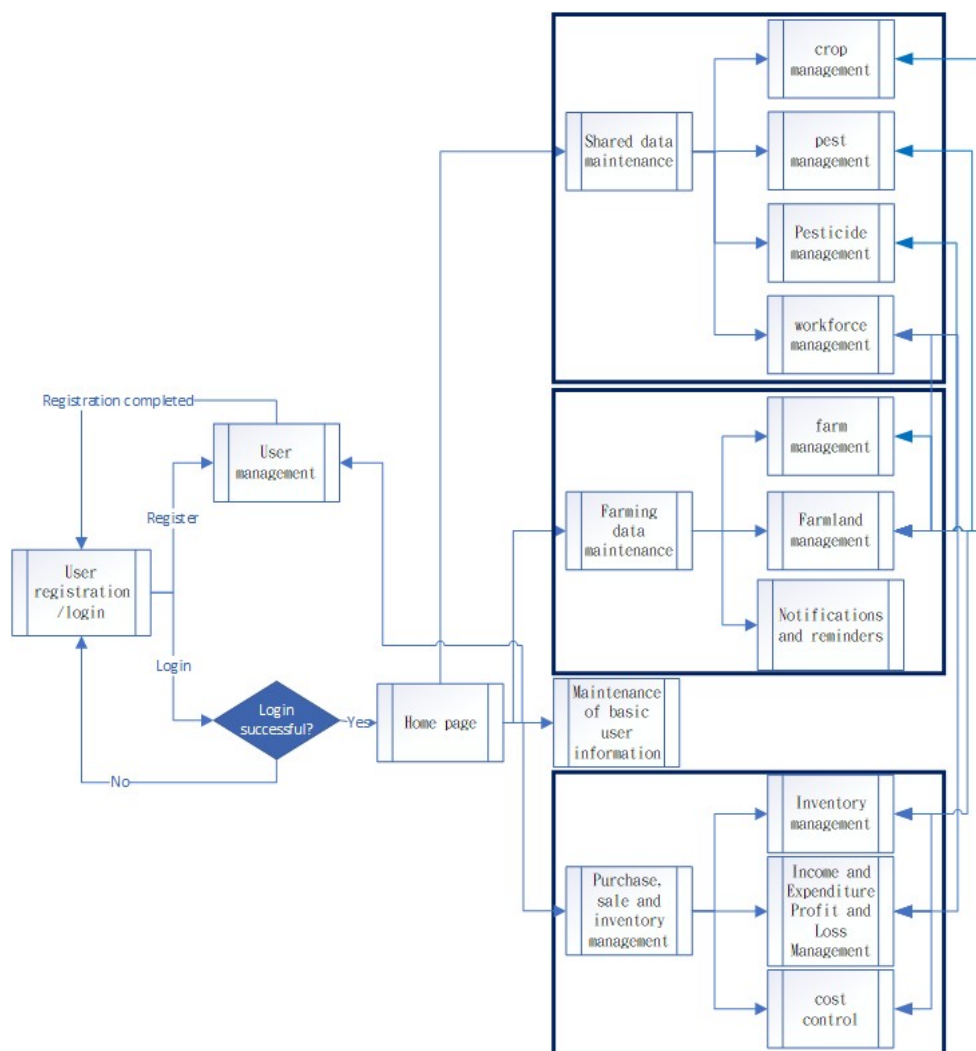 crop
management
Shared data
maintenance
pest
management
Pesticide
management
workforce
management
Registration completed
User
management
Register
User
registration
/login
Login
Login
successful?
Yes
No
Home page
farm
management
Farming
data
maintenance
Farmland
management
Notifications
and reminders
Maintenance
of basic
user
information
Inventory
management
Purchase,
sale and
inventory
management
Income and
Expenditure
Profit and
Loss
Management
cost
control